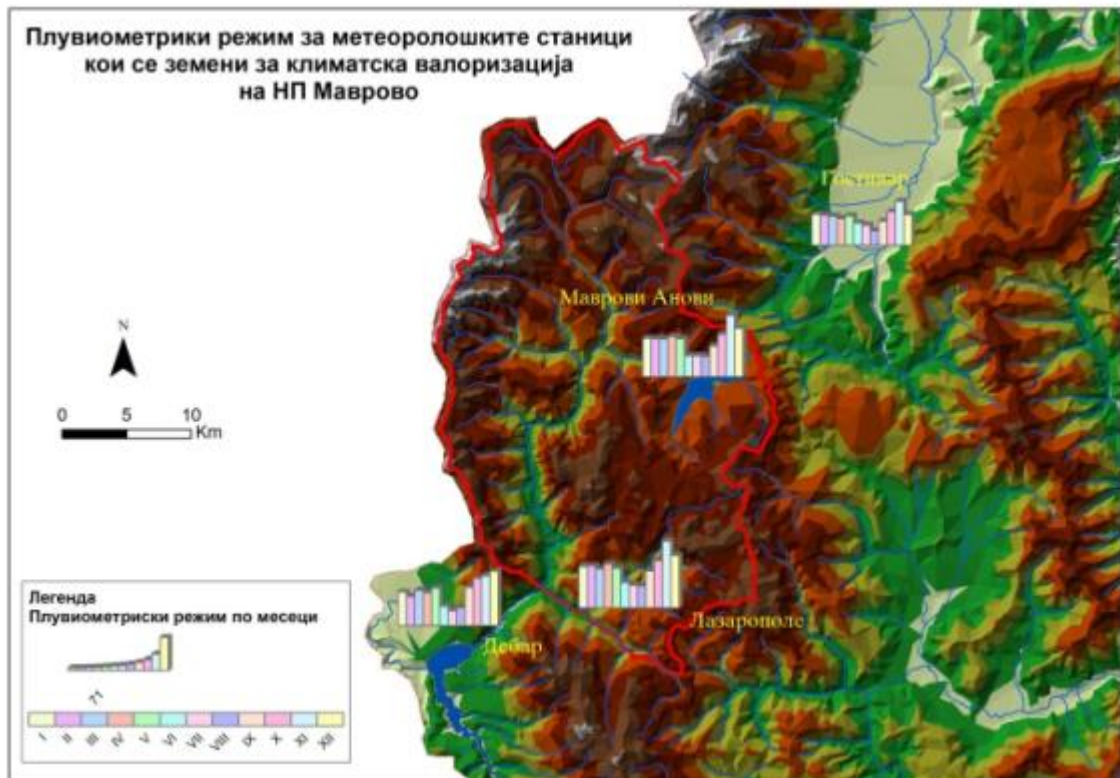 Плувиометрики режим за метеоролошките станици
кои се земени за климатска валоризација
на НП Маврово
Гостивар
Маврови Анови
N
0 5 10
Km
Лазарополе
Дебар
Легенда
Плувиометриски режим по месеци
71
I II III IV V VI VII VIII IX X XI XII